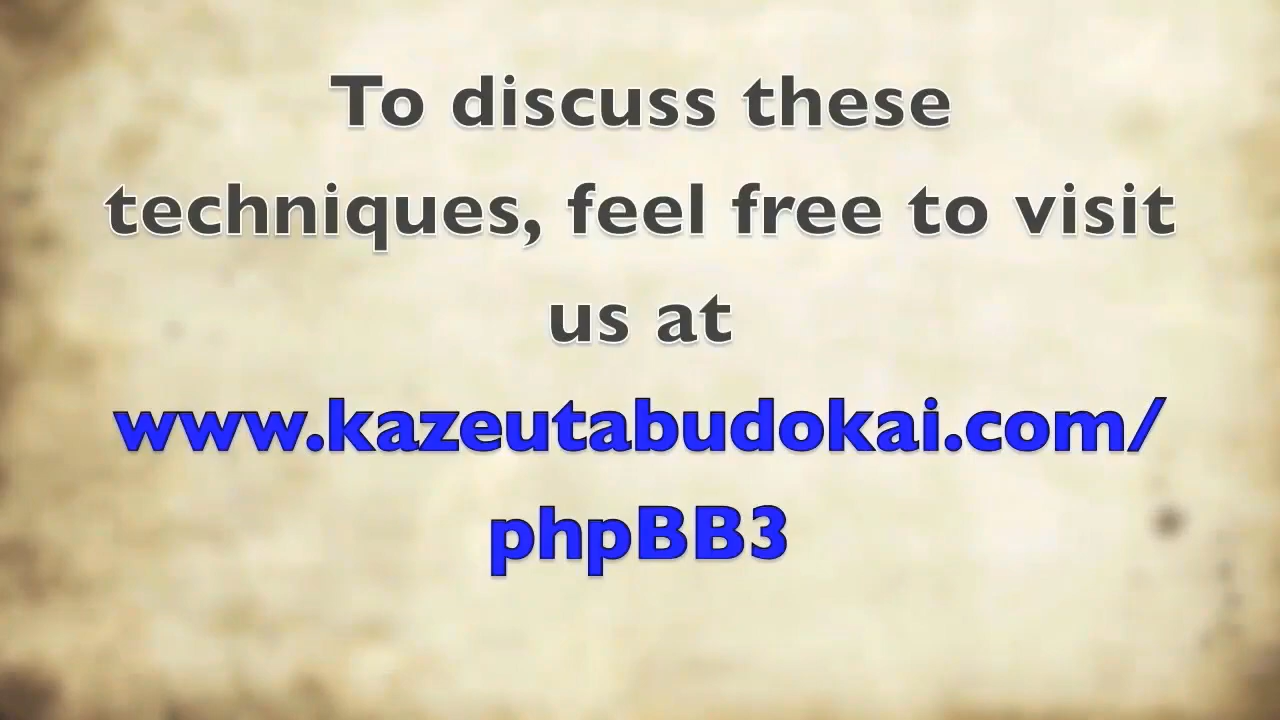 To discuss these
techniques, feel free to visit
us at
www.kazeutabudokai.com/
phpBB3